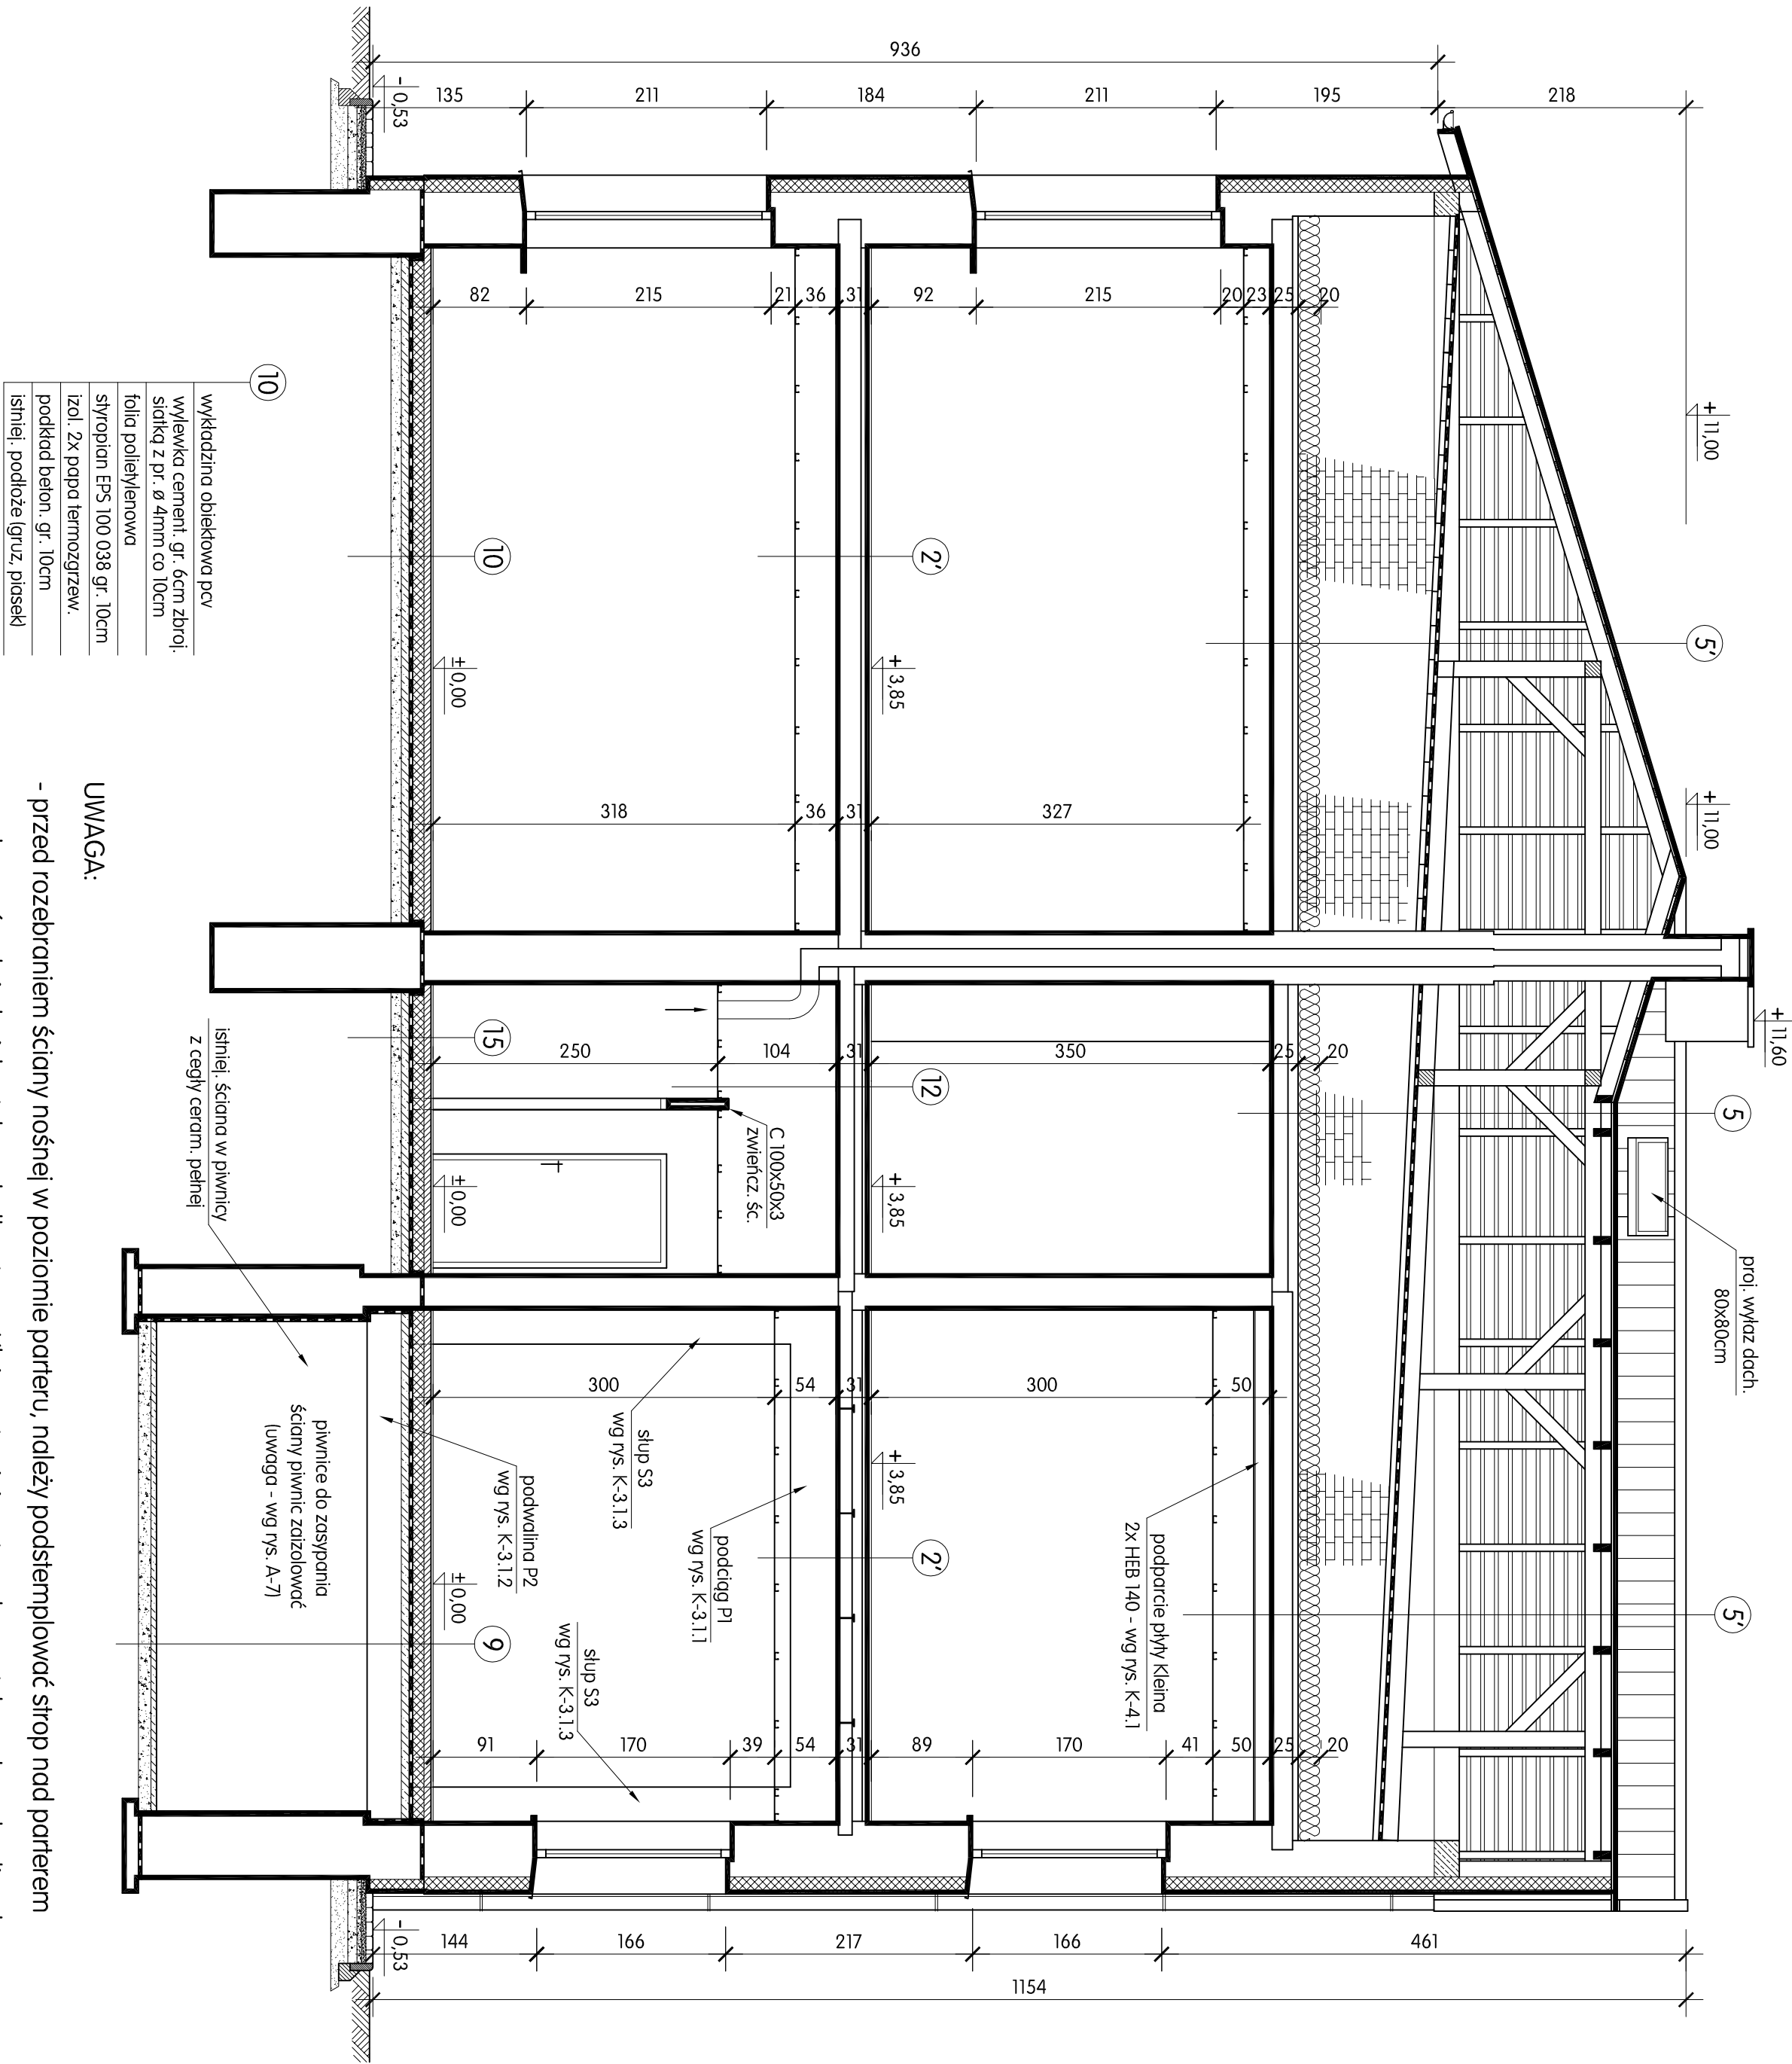 936
135
211
184
211
195
218
- 0,53
+ 11,00
+ 11,00
+ 11,60
82
215
21
36
31
92
215
20
23
25
20
5'
2'
10
+ 3,85
± 0,00
318
36
31
327
10
wykładzina obiektowa pcv
wylewka cement. gr. 6cm zbroj.
siatką z pr. ø 4mm co 10cm
folia polietylenowa
styropian EPS 100 038 gr. 10cm
izol. 2x papa termozgrzew.
podkład beton. gr. 10cm
istniej. podłoże (gruz, piasek)
15
250
104
31
350
25
20
12
5
C 100x50x3
zwieńcz. śc.
+ 3,85
± 0,00
proj. wyłaz dach.
80x80cm
istniej. ściana w piwnicy
z cegły ceram. pełnej
300
54
31
300
50
słup S3
wg rys. K-3.1.3
+ 3,85
podparcie płyty Kleina
2x HEB 140 - wg rys. K-4.1
piwnice do zasypania
ściany piwnic zaizolować
(uwaga - wg rys. A-7)
podwalina P2
wg rys. K-3.1.2
podciąg P1
wg rys. K-3.1.1
2'
5'
± 0,00
9
słup S3
wg rys. K-3.1.3
91
170
39
54
31
89
170
41
50
25
20
- 0,53
144
166
217
166
461
1154
UWAGA:
- przed rozebraniem ściany nośnej w poziomie parteru, należy podstemplować strop nad parterem